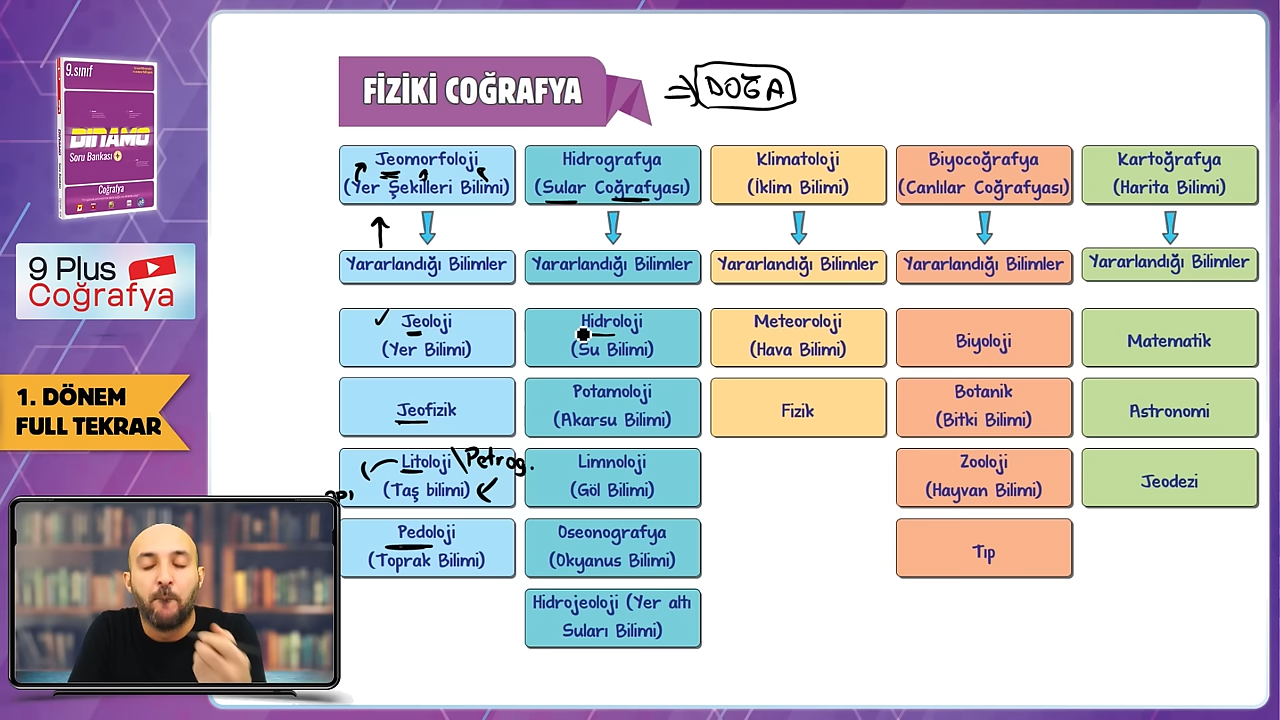 9.sınıf
DİNAMO
Soru Bankası +
Coğrafya
9 Plus
Coğrafya
1. DÖNEM
FULL TEKRAR
FİZİKİ COĞRAFYA
DOĞA
Jeomorfoloji
(Yer Şekilleri Bilimi)
Yararlandığı Bilimler
Jeoloji
(Yer Bilimi)
Jeofizik
Litoloji
\Petrog.
(Taş bilimi)
Pedoloji
(Toprak Bilimi)
Hidrografya
(Sular Coğrafyası)
Yararlandığı Bilimler
Hidroloji
(Su Bilimi)
Potamoloji
(Akarsu Bilimi)
Limnoloji
(Göl Bilimi)
Oseonografya
(Okyanus Bilimi)
Hidrojeoloji (Yer altı
Suları Bilimi)
Klimatoloji
(İklim Bilimi)
Yararlandığı Bilimler
Meteoroloji
(Hava Bilimi)
Fizik
Biyocoğrafya
(Canlılar Coğrafyası)
Yararlandığı Bilimler
Biyoloji
Botanik
(Bitki Bilimi)
Zooloji
(Hayvan Bilimi)
Tıp
Kartoğrafya
(Harita Bilimi)
Yararlandığı Bilimler
Matematik
Astronomi
Jeodezi